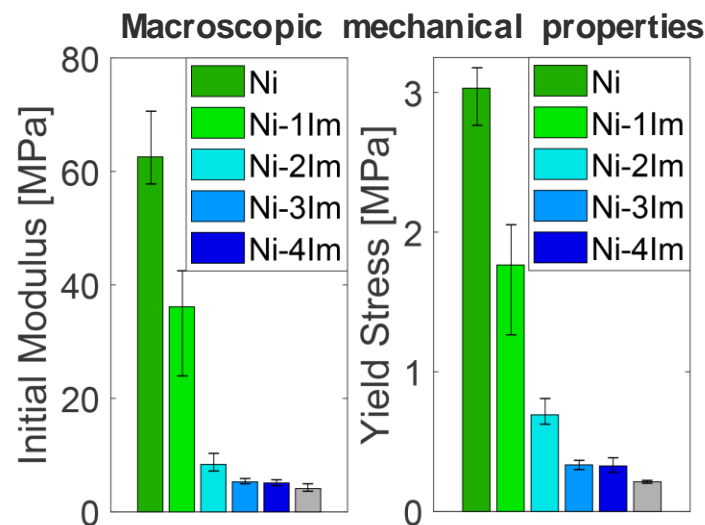 Macroscopic mechanical properties
Initial Modulus [MPa]
80
60
40
20
0
Ni
Ni-1Im
Ni-2Im
Ni-3Im
Ni-4Im
Yield Stress [MPa]
3
2
1
0
Ni
Ni-1Im
Ni-2Im
Ni-3Im
Ni-4Im